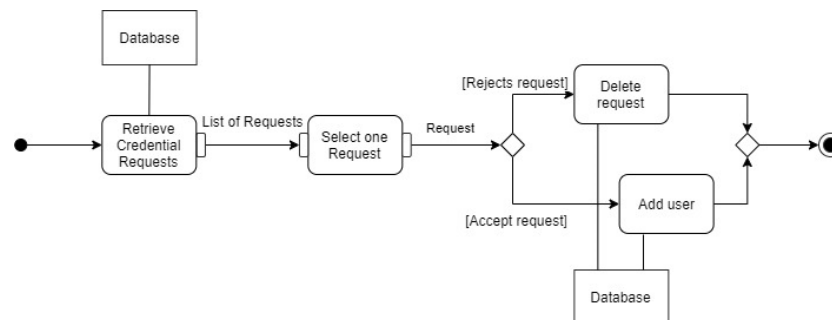 Database
Retrieve
Credential
Requests
List of Requests
Select one
Request
Request
[Rejects request]
Delete
request
[Accept request]
Add user
Database